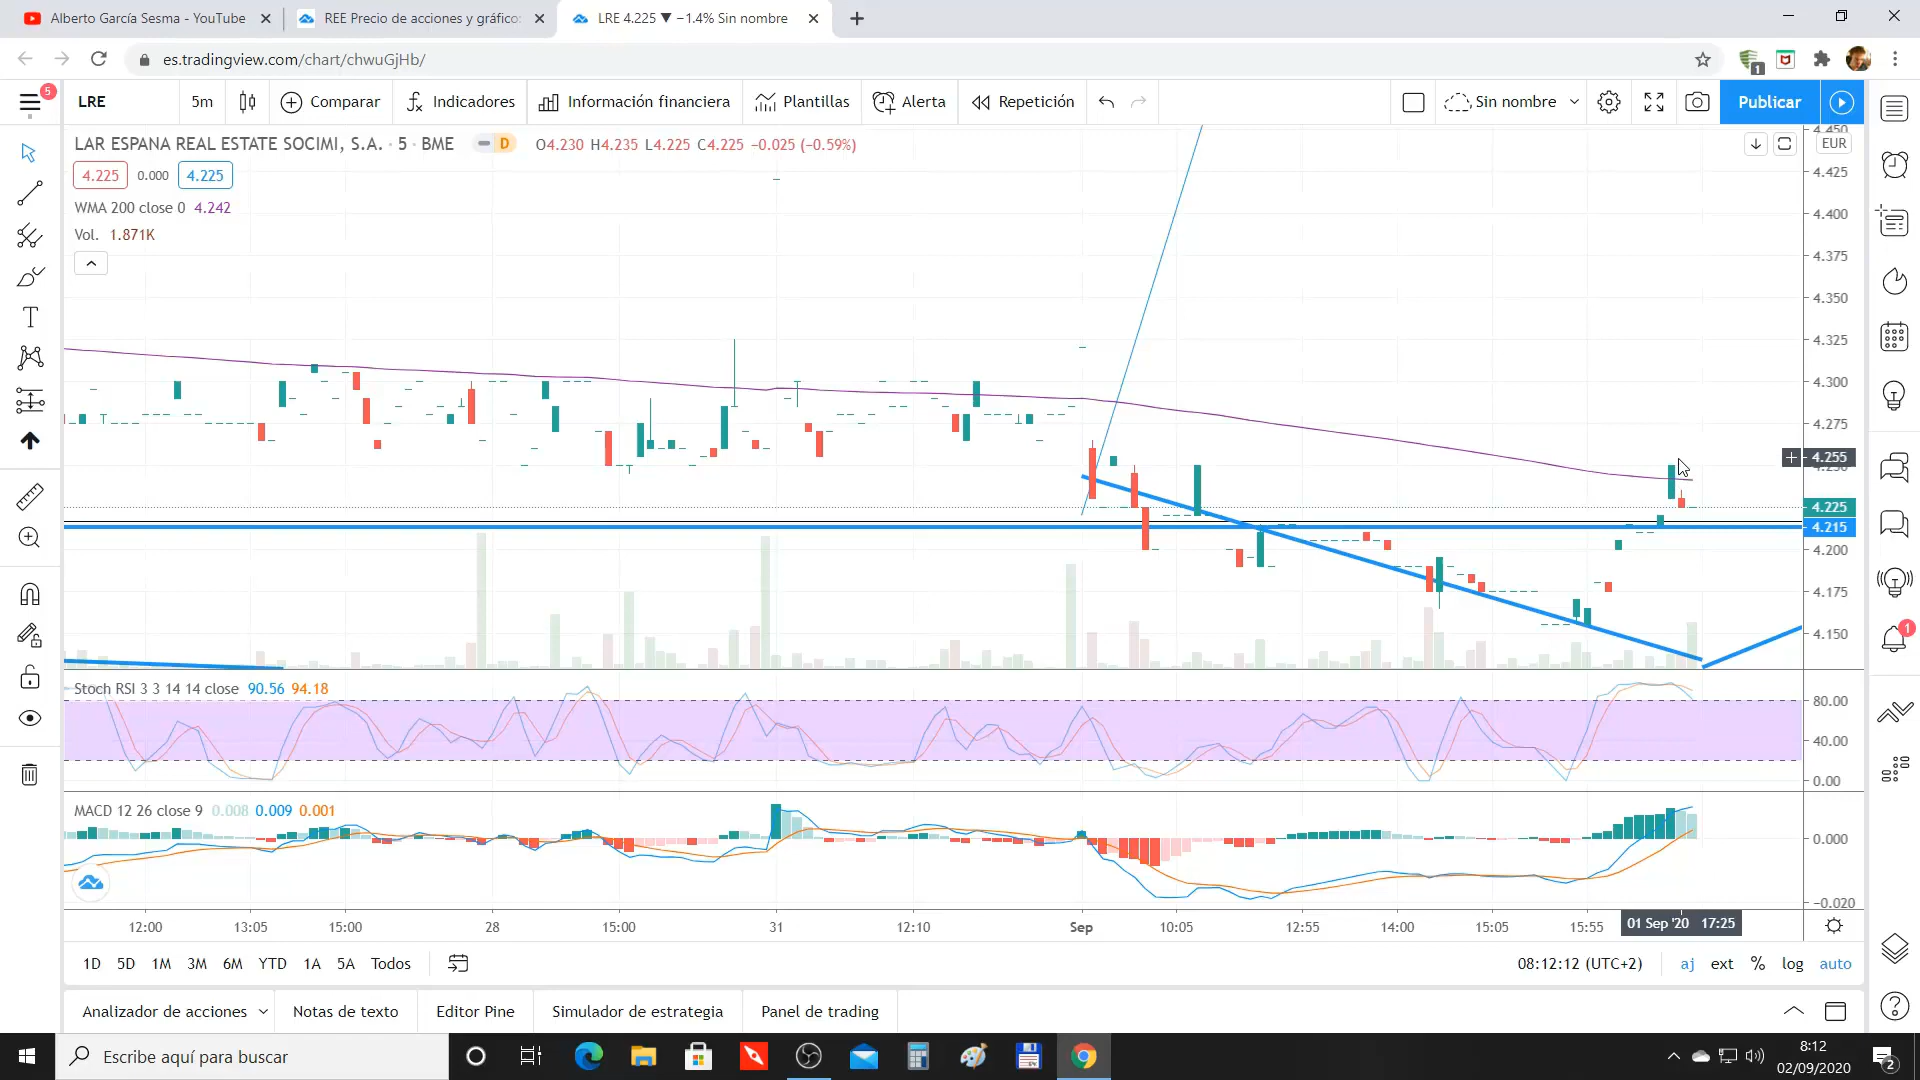 Alberto García Sesma - YouTube
REE Precio de acciones y gráfico
LRE 4.225 ▼ −1.4% Sin nombre
es.tradingview.com/chart/chwuGjHb/
1
5
LRE
5m
Comparar
Indicadores
Información financiera
Plantillas
Alerta
Repetición
Sin nombre
Publicar
LAR ESPANA REAL ESTATE SOCIMI, S.A. · 5 · BME
D
O4.230 H4.235 L4.225 C4.225 −0.025 (−0.59%)
4.225 0.000 4.225
WMA 200 close 0 4.242
Vol. 1.871K
EUR
4.450
4.425
4.400
4.375
4.350
4.325
4.300
4.275
4.255
4.250
4.225
4.215
4.200
4.175
4.150
1
Stoch RSI 3 3 14 14 close 90.56 94.18
80.00
40.00
0.00
MACD 12 26 close 9 0.008 0.009 0.001
0.000
−0.020
12:00 13:05 15:00 28 15:00 31 12:10 Sep 10:05 12:55 14:00 15:05 15:55 01 Sep '20 17:25
1D 5D 1M 3M 6M YTD 1A 5A Todos
08:12:12 (UTC+2) aj ext % log auto
Analizador de acciones Notas de texto Editor Pine Simulador de estrategia Panel de trading
Escribe aquí para buscar
8:12
02/09/2020
2